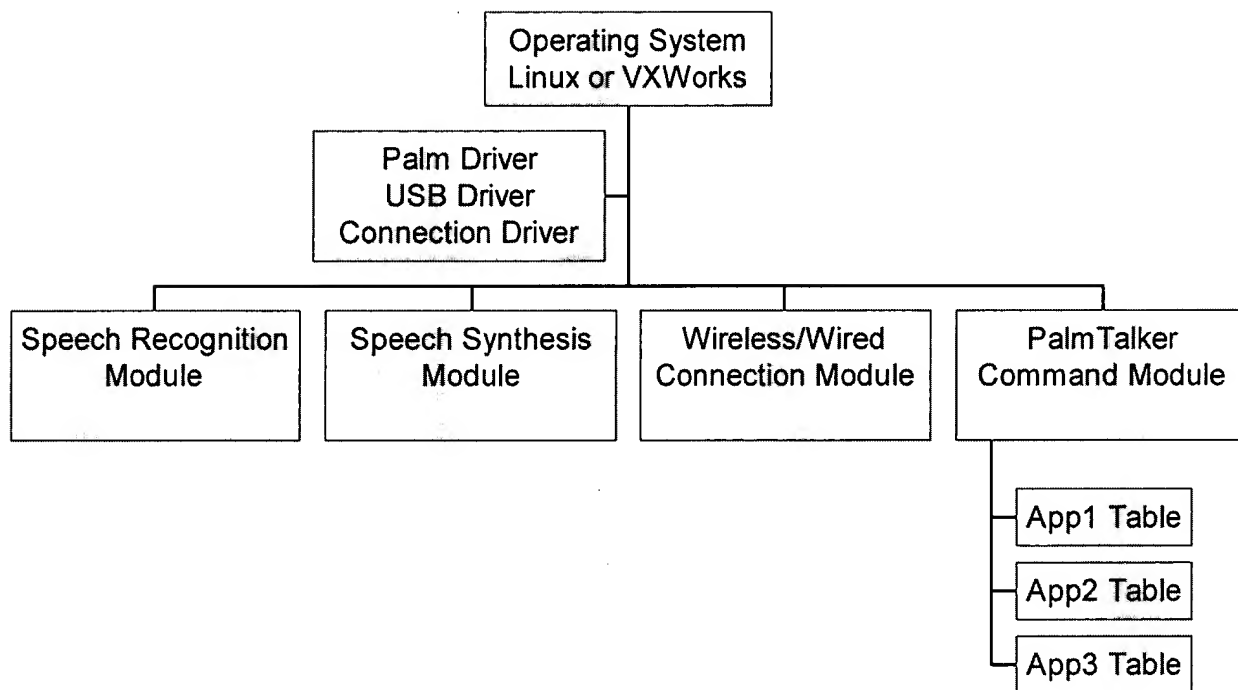 Operating System
Linux or VXWorks
Palm Driver
USB Driver
Connection Driver
Speech Recognition
Module
Speech Synthesis
Module
Wireless/Wired
Connection Module
PalmTalker
Command Module
App1 Table
App2 Table
App3 Table